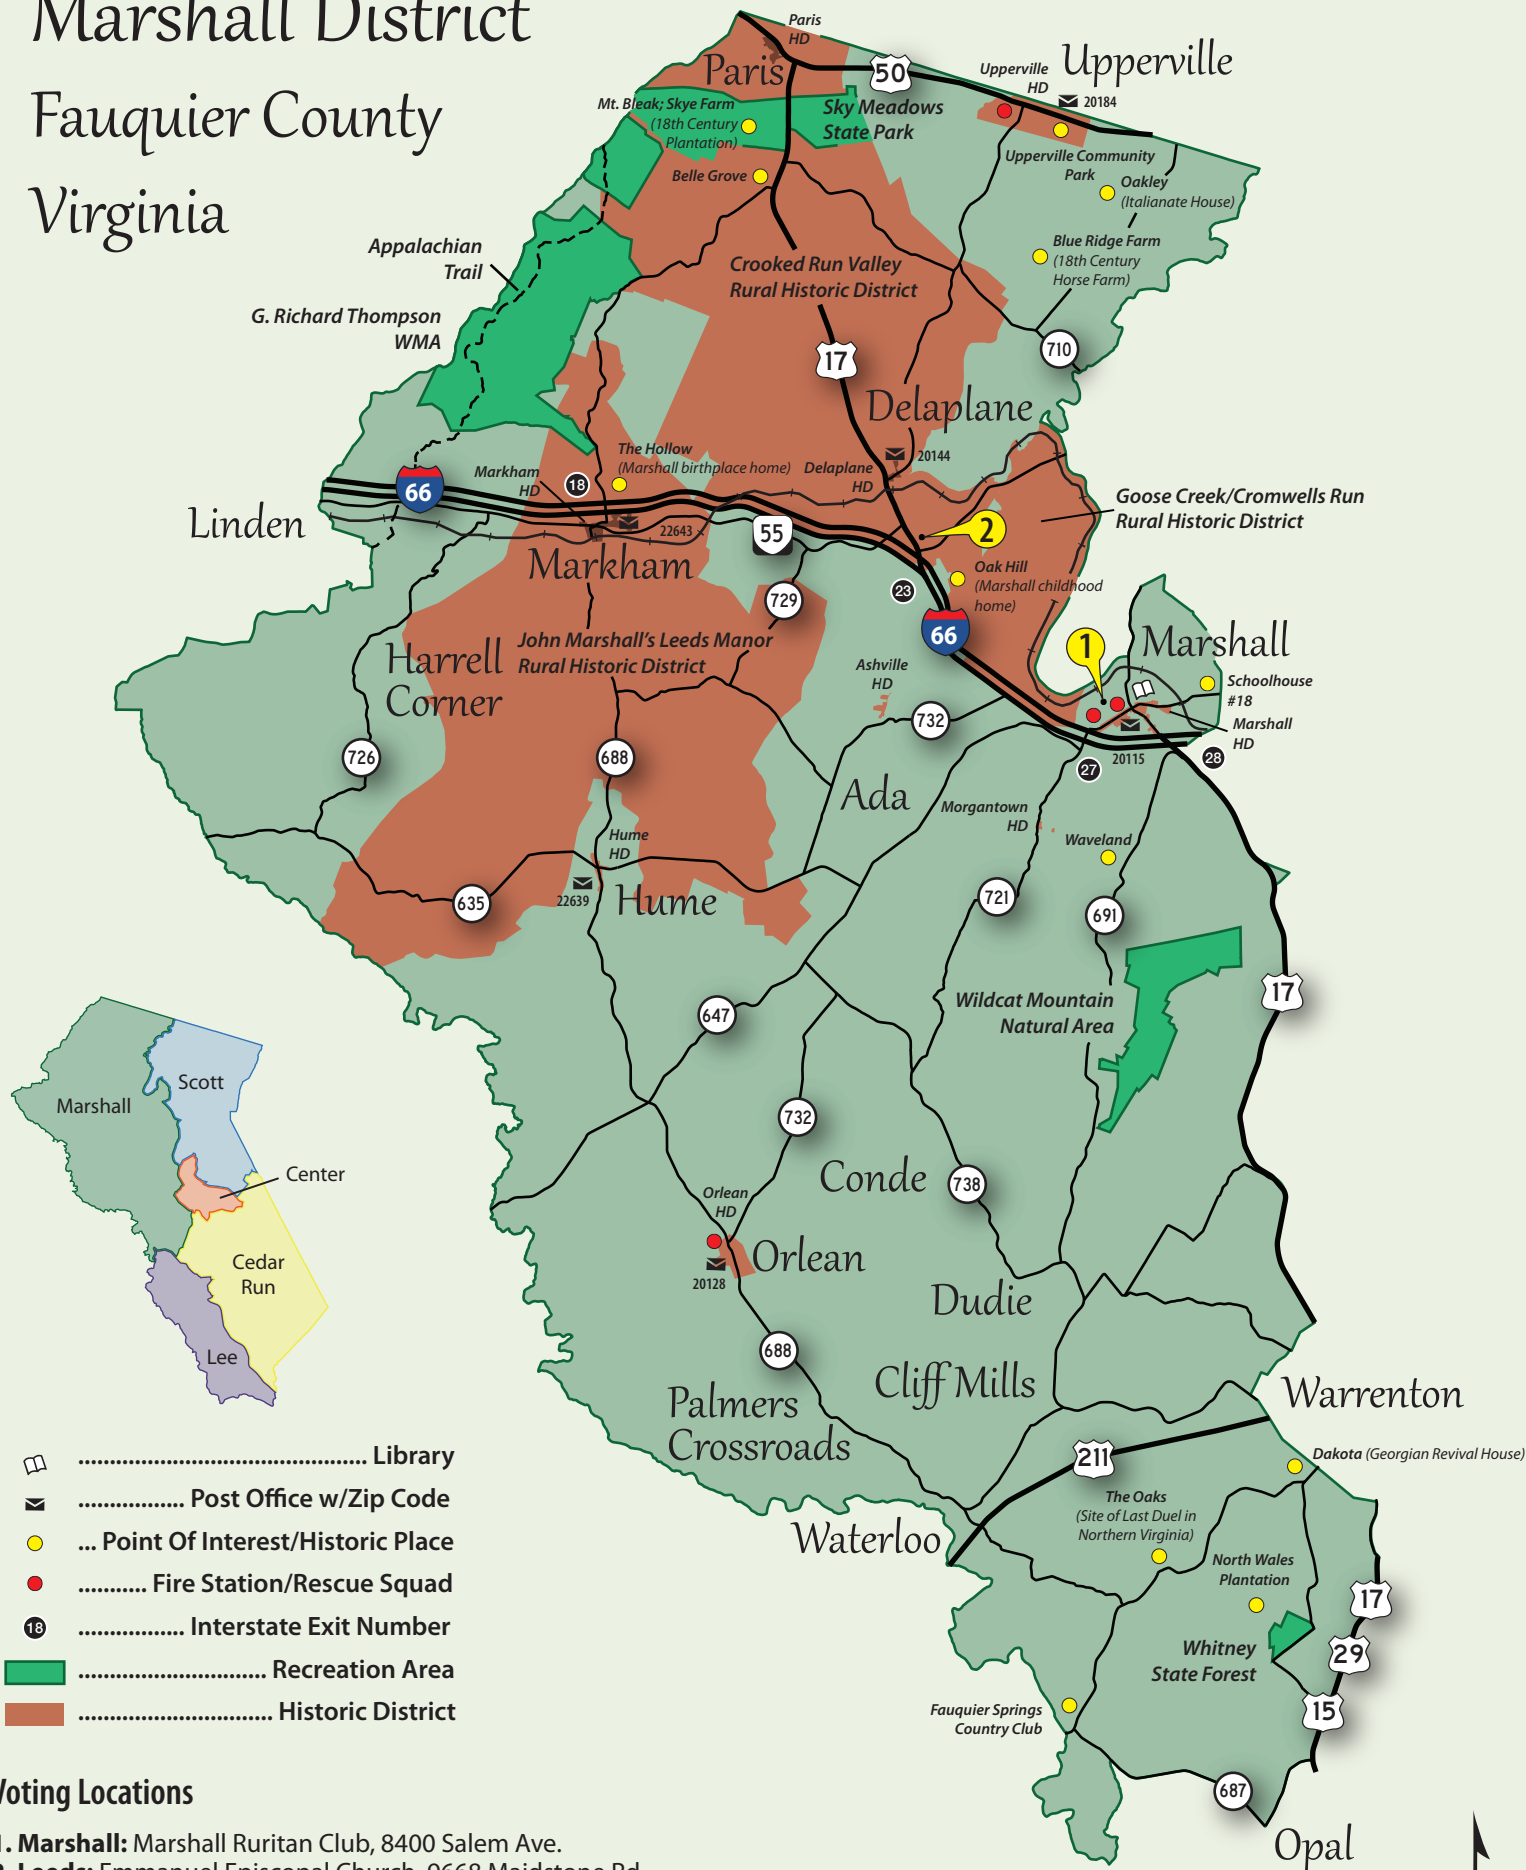 Marshall District
Fauquier County
Virginia
Paris
HD
Paris
50
Upperville
HD
Upperville
20184
Mt. Bleak; Skye Farm
(18th Century
Plantation)
Sky Meadows
State Park
Upperville Community
Park
Belle Grove
Oakley
(Italianate House)
Blue Ridge Farm
(18th Century
Horse Farm)
Appalachian
Trail
Crooked Run Valley
Rural Historic District
G. Richard Thompson
WMA
17
710
Delaplane
The Hollow
(Marshall birthplace home)
Delaplane
HD
20144
Markham
HD
18
66
Goose Creek/Cromwells Run
Rural Historic District
Linden
22643
55
2
Markham
Oak Hill
(Marshall childhood
home)
23
729
66
1
Marshall
John Marshall's Leeds Manor
Rural Historic District
Harrell
Corner
Ashville
HD
Schoolhouse
#18
Marshall
HD
732
20115
28
27
726
688
Ada
Morgantown
HD
Hume
HD
Waveland
22639
Hume
635
721
691
17
647
Wildcat Mountain
Natural Area
Scott
Marshall
Center
Cedar
Run
Lee
732
Conde
738
Orlean
HD
Orlean
20128
Dudie
688
Cliff Mills
Palmers
Crossroads
Warrenton
211
Dakota (Georgian Revival House)
The Oaks
(Site of Last Duel in
Northern Virginia)
Waterloo
North Wales
Plantation
17
29
15
Whitney
State Forest
Fauquier Springs
Country Club
687
Opal
............................................ Library
................. Post Office w/Zip Code
... Point Of Interest/Historic Place
........... Fire Station/Rescue Squad
18 ................. Interstate Exit Number
.............................. Recreation Area
............................... Historic District
Voting Locations
1. Marshall: Marshall Ruritan Club, 8400 Salem Ave.
2. Leeds: Emmanuel Episcopal Church, 9668 Maidstone Rd.